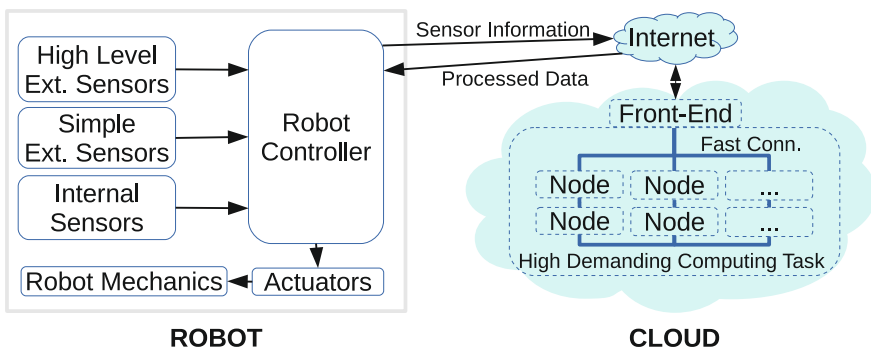 High Level
Ext. Sensors
Simple
Ext. Sensors
Internal
Sensors
Robot
Controller
Robot Mechanics
Actuators
ROBOT
Sensor Information
Processed Data
Internet
Front-End
Fast Conn.
Node Node ...
Node Node ...
High Demanding Computing Task
CLOUD